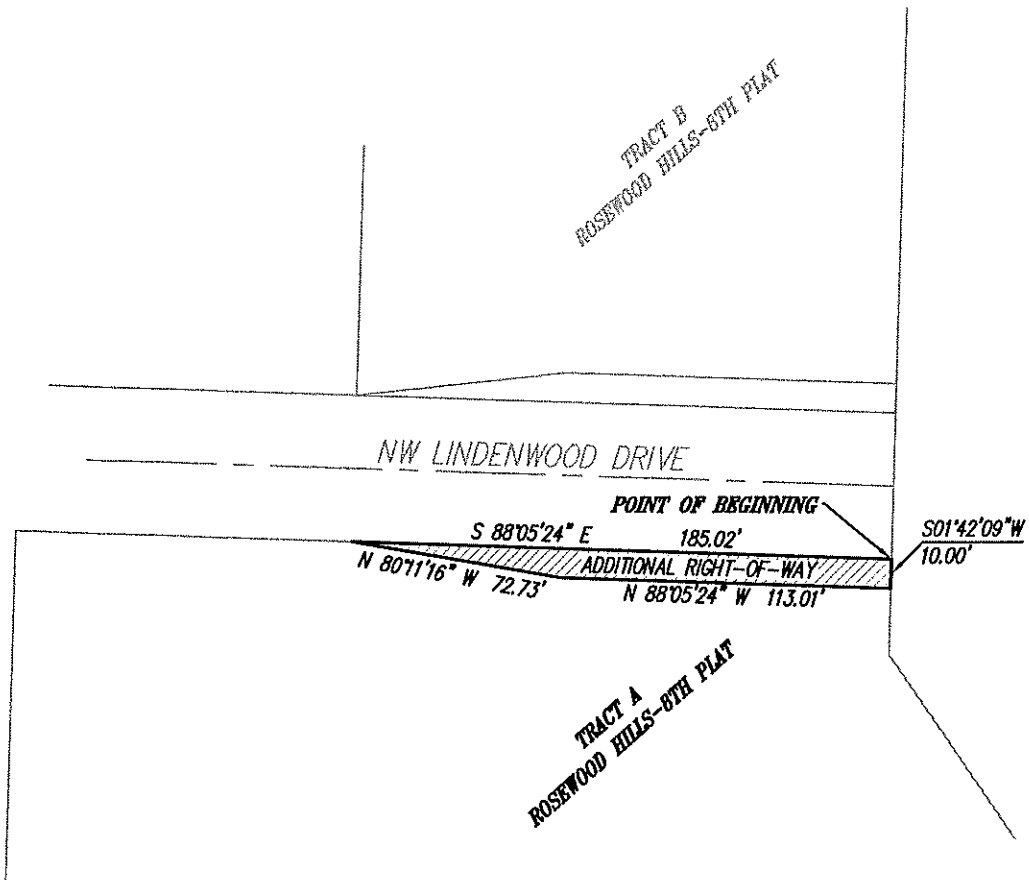 TRACT B
ROSEWOOD HILLS-8TH PLAT
NW LINDENWOOD DRIVE
POINT OF BEGINNING
S 88°05'24" E 185.02'
S01°42'09"W
10.00'
ADDITIONAL RIGHT-OF-WAY
N 80°11'16" W 72.73'
N 88°05'24" W 113.01'
TRACT A
ROSEWOOD HILLS-8TH PLAT